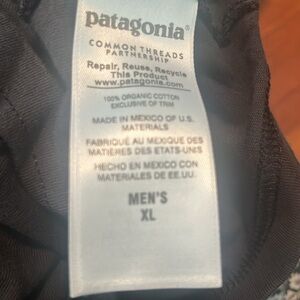 patagonia®
COMMON THREADS
PARTNERSHIP
Repair, Reuse, Recycle
This Product
www.patagonia.com
100% ORGANIC COTTON
EXCLUSIVE OF TRIM
MADE IN MEXICO OF U.S.
MATERIALS
FABRIQUÉ AU MEXIQUE DES
MATIÈRES DES ETATS-UNIS
HECHO EN MEXICO CON
MATERIALES DE EE.UU.
MEN'S
XL